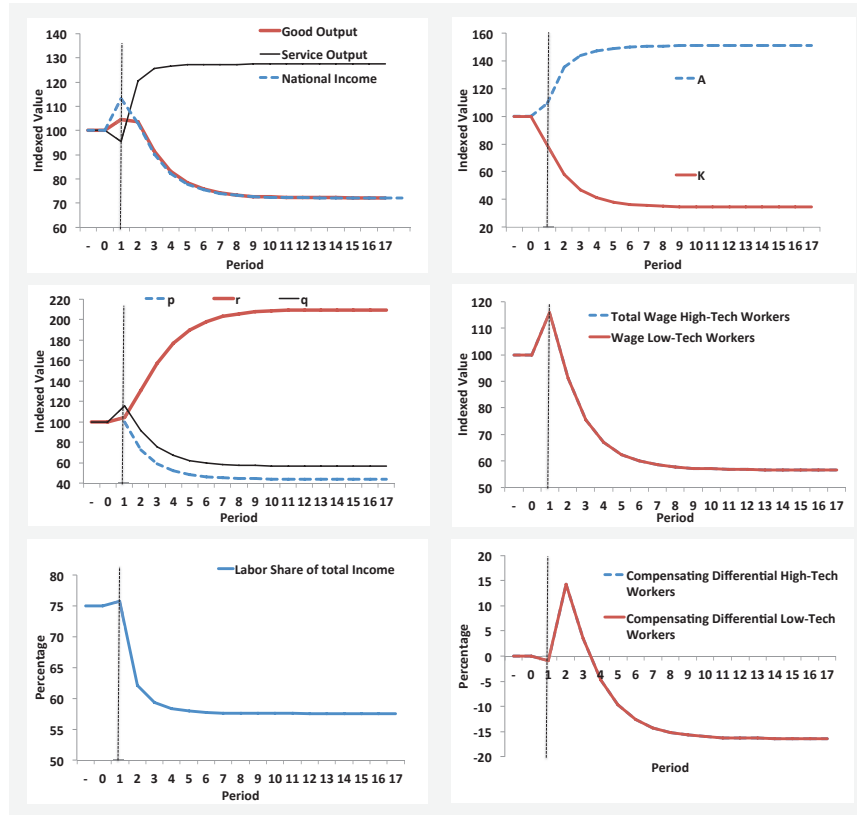 Good Output
Service Output
National Income
140
130
120
110
100
90
80
70
60
Indexed Value
- 0 1 2 3 4 5 6 7 8 9 10 11 12 13 14 15 16 17
Period
A
K
160
140
120
100
80
60
40
20
Indexed Value
- 0 1 2 3 4 5 6 7 8 9 10 11 12 13 14 15 16 17
Period
p r q
220
200
180
160
140
120
100
80
60
40
Indexed Value
- 0 1 2 3 4 5 6 7 8 9 10 11 12 13 14 15 16 17
Period
Total Wage High-Tech Workers
Wage Low-Tech Workers
120
110
100
90
80
70
60
50
Indexed Value
- 0 1 2 3 4 5 6 7 8 9 10 11 12 13 14 15 16 17
Period
Labor Share of total Income
80
75
70
65
60
55
50
Percentage
- 0 1 2 3 4 5 6 7 8 9 10 11 12 13 14 15 16 17
Period
Compensating Differential High-Tech
Workers
Compensating Differential Low-Tech
Workers
20
15
10
5
0
-5
-10
-15
-20
Percentage
- 0 1 2 3 4 5 6 7 8 9 10 11 12 13 14 15 16 17
Period